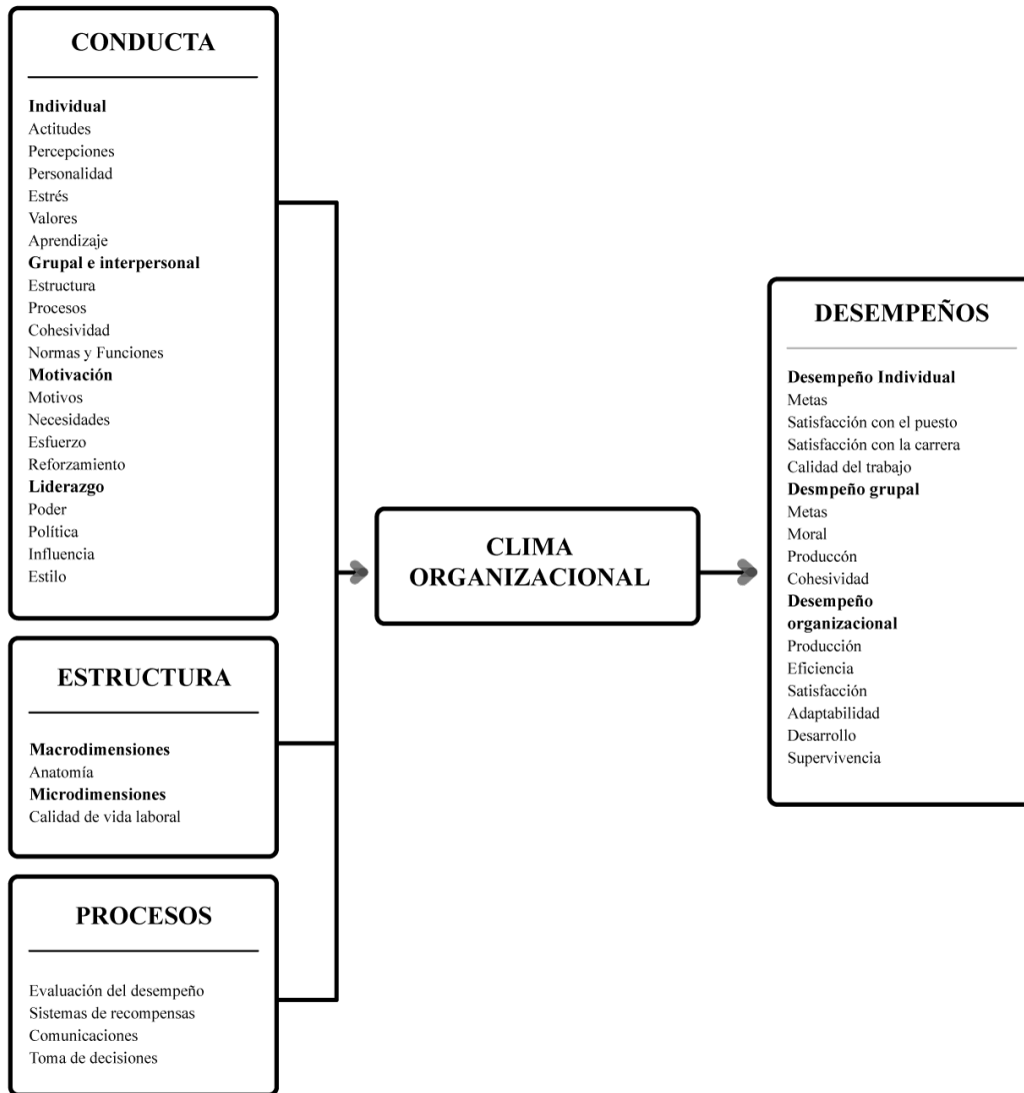 CONDUCTA
Individual
Actitudes
Percepciones
Personalidad
Estrés
Valores
Aprendizaje
Grupal e interpersonal
Estructura
Procesos
Cohesividad
Normas y Funciones
Motivación
Motivos
Necesidades
Esfuerzo
Reforzamiento
Liderazgo
Poder
Política
Influencia
Estilo
ESTRUCTURA
Macrodimensiones
Anatomía
Microdimensiones
Calidad de vida laboral
PROCESOS
Evaluación del desempeño
Sistemas de recompensas
Comunicaciones
Toma de decisiones
CLIMA
ORGANIZACIONAL
DESEMPEÑOS
Desempeño Individual
Metas
Satisfacción con el puesto
Satisfacción con la carrera
Calidad del trabajo
Desmpeño grupal
Metas
Moral
Produccón
Cohesividad
Desempeño
organizacional
Producción
Eficiencia
Satisfacción
Adaptabilidad
Desarrollo
Supervivencia